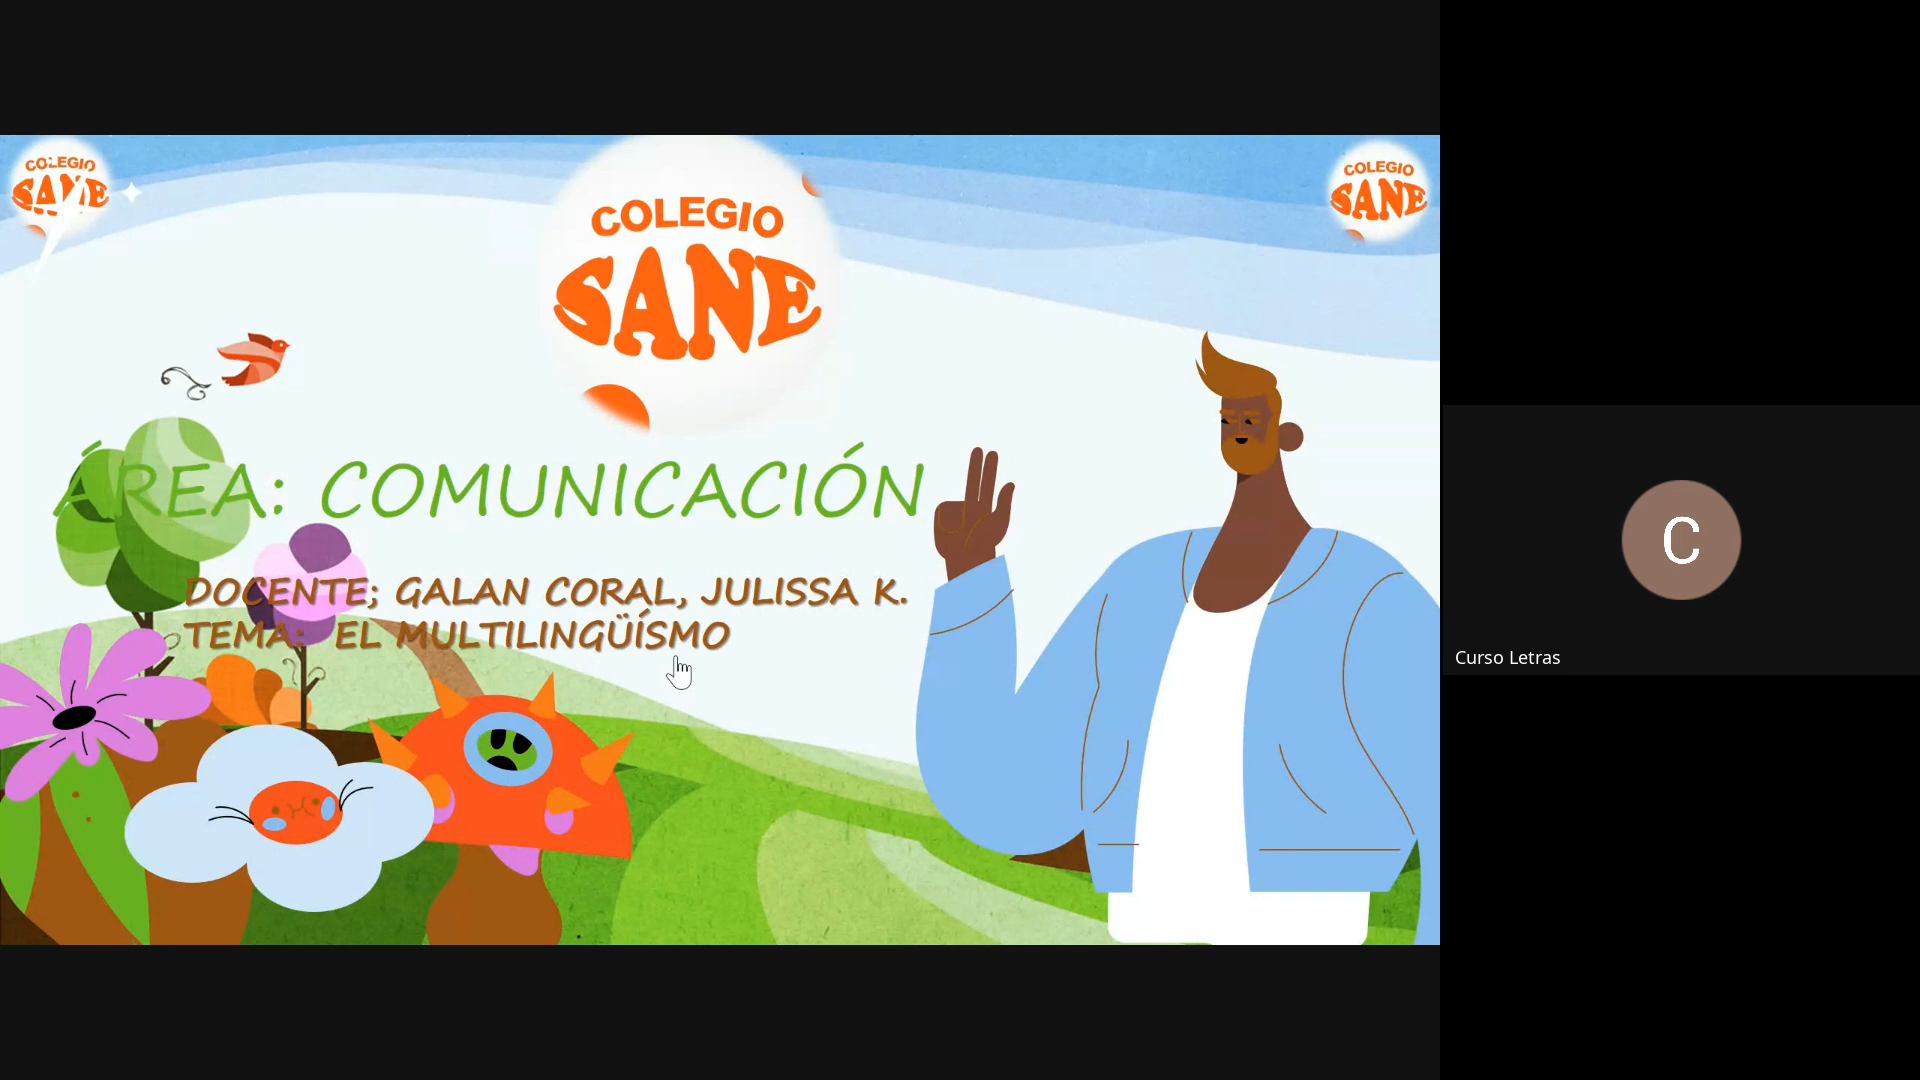 COLEGIO
SANE
COLEGIO
SANE
COLEGIO
SANE
ÁREA: COMUNICACIÓN
DOCENTE; GALAN CORAL, JULISSA K.
TEMA: EL MULTILINGÜÍSMO
C
Curso Letras